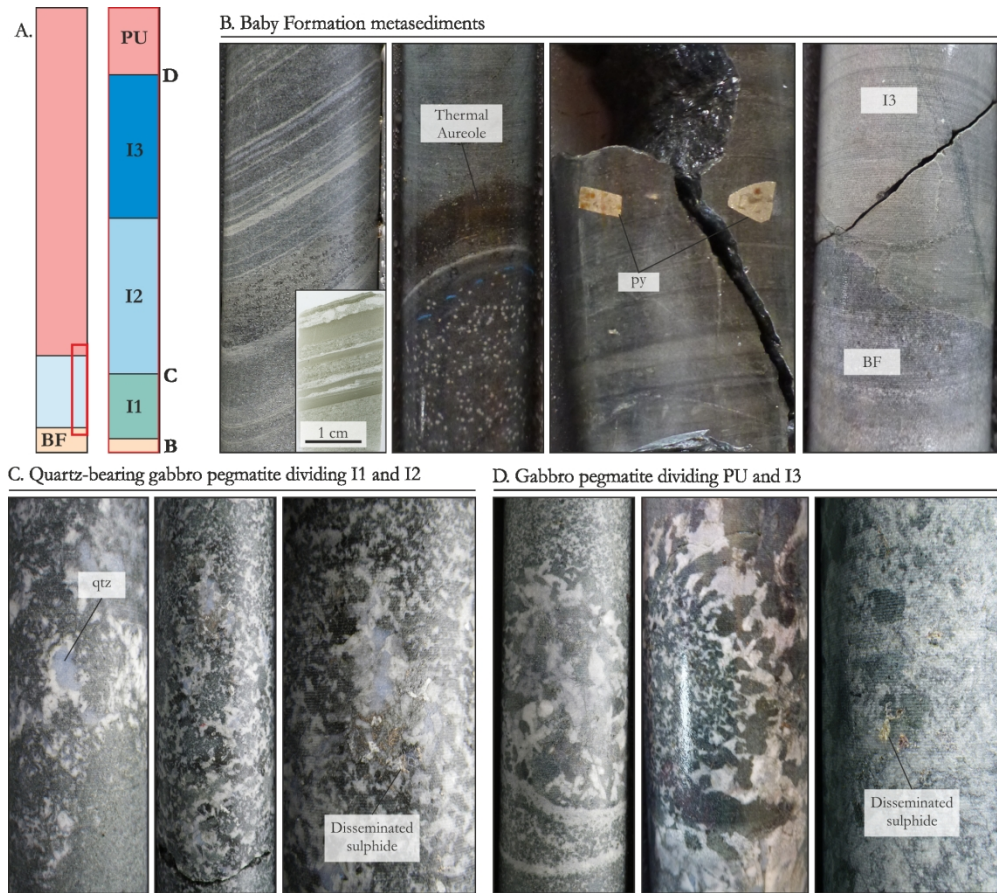 A.
PU
D
I3
I2
C
I1
BF
B
B. Baby Formation metasediments
Thermal
Aureole
py
I3
BF
1 cm
C. Quartz-bearing gabbro pegmatite dividing I1 and I2
qtz
Disseminated
sulphide
D. Gabbro pegmatite dividing PU and I3
Disseminated
sulphide